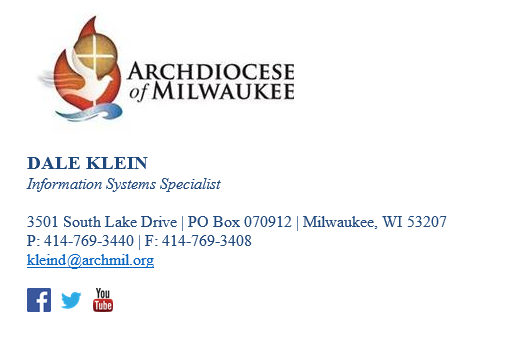 ARCHDIOCESE
of MILWAUKEE
DALE KLEIN
Information Systems Specialist
3501 South Lake Drive | PO Box 070912 | Milwaukee, WI 53207
P: 414-769-3440 | F: 414-769-3408
kleind@archmil.org
You
Tube